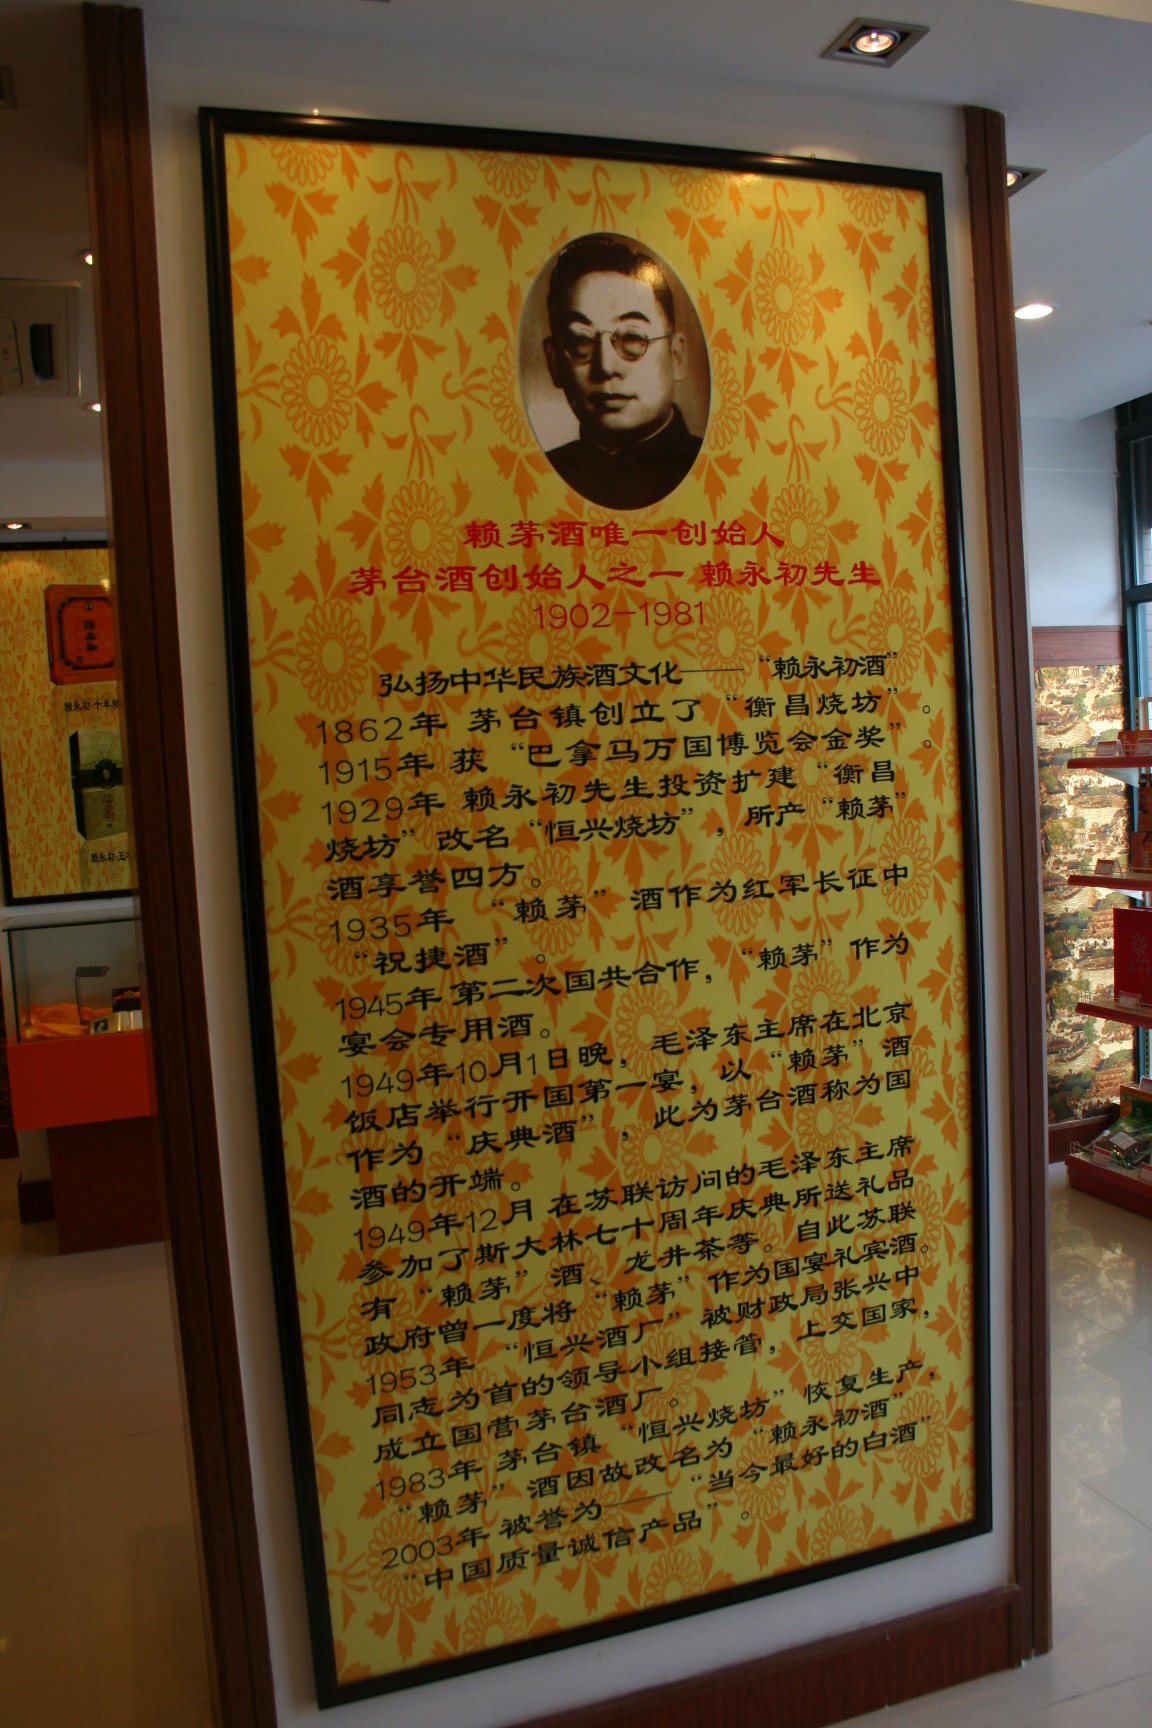 赖茅酒唯一创始人
茅台酒创始人之一 赖永初先生
1902-1981
弘扬中华民族酒文化——“赖永初酒”
1862年 茅台镇创立了“衡昌烧坊”。
1915年 获“巴拿马万国博览会金奖”。
1929年 赖永初先生投资扩建“衡昌
烧坊”改名“恒兴烧坊”，所产“赖茅”
酒享誉四方。
1935年 “赖茅”酒作为红军长征中
“祝捷酒”。
1945年 第二次国共合作，“赖茅”作为
宴会专用酒。
1949年10月1日晚，毛泽东主席在北京
饭店举行开国第一宴，以“赖茅”酒
作为“庆典酒”，此为茅台酒称为国
酒的开端。
1949年12月 在苏联访问的毛泽东主席
参加了斯大林七十周年庆典所送礼品
有“赖茅”酒、龙井茶等。自此苏联
政府曾一度将“赖茅”作为国宴礼宾酒。
1953年 “恒兴酒厂”被财政局张兴中
同志为首的领导小组接管，上交国家，
成立国营茅台酒厂。
1983年 茅台镇“恒兴烧坊”恢复生产，
“赖茅”酒因故改名为“赖永初酒”
2003年 被誉为——“当今最好的白酒”
“中国质量诚信产品”。
赖永初
赖永初·十年